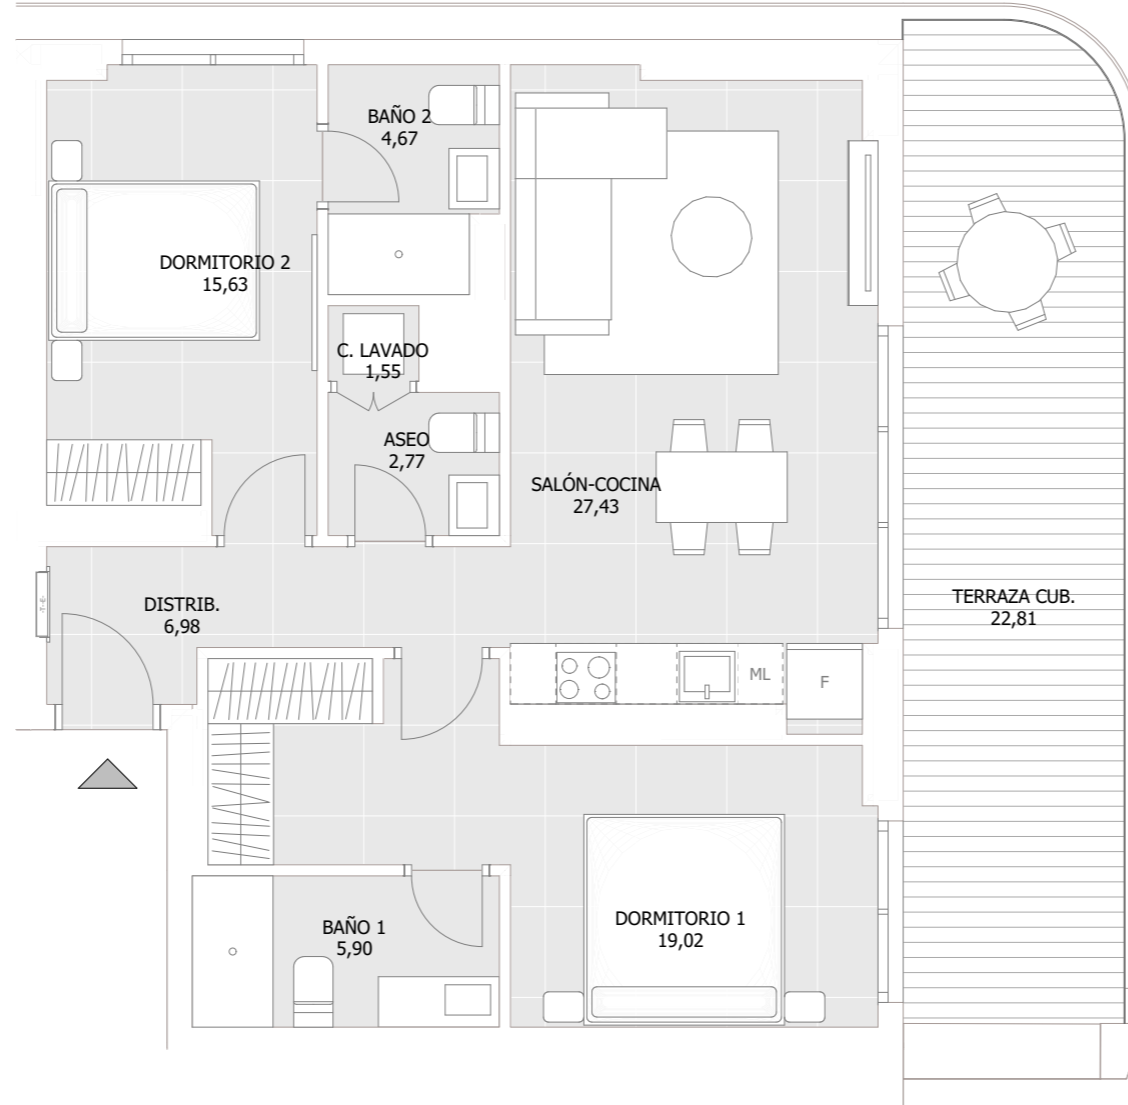 BAÑO 2
4,67
DORMITORIO 2
15,63
C. LAVADO
1,55
ASEO
2,77
SALÓN-COCINA
27,43
DISTRIB.
6,98
TERRAZA CUB.
22,81
ML
F
BAÑO 1
5,90
DORMITORIO 1
19,02